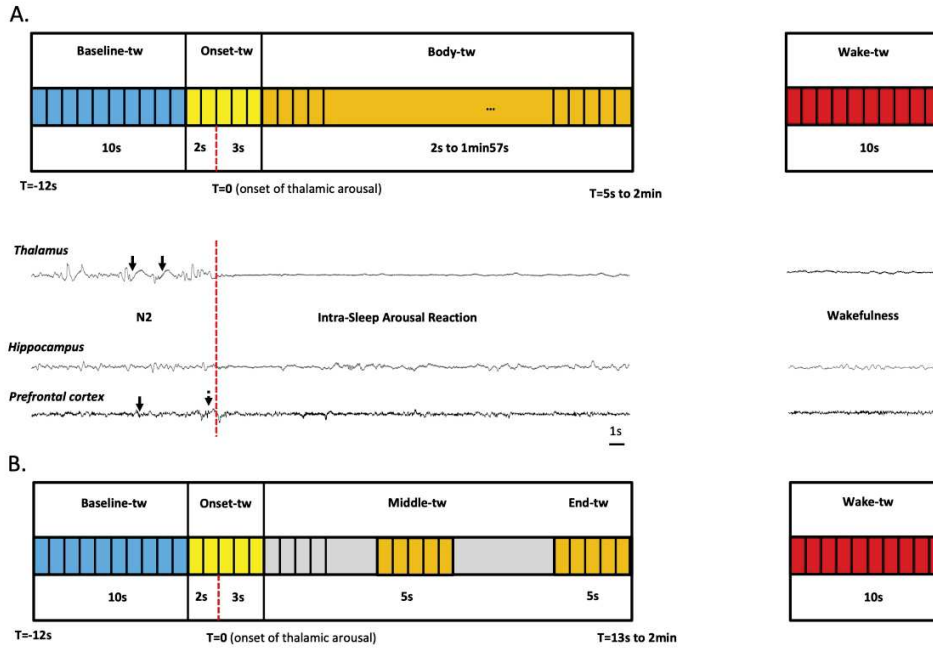 A.
Baseline-tw Onset-tw Body-tw Wake-tw
...
10s 2s 3s 2s to 1min57s 10s
T=-12s T=0 (onset of thalamic arousal) T=5s to 2min
Thalamus
N2 Intra-Sleep Arousal Reaction Wakefulness
Hippocampus
Prefrontal cortex
1s
B.
Baseline-tw Onset-tw Middle-tw End-tw Wake-tw
10s 2s 3s 5s 5s 10s
T=-12s T=0 (onset of thalamic arousal) T=13s to 2min